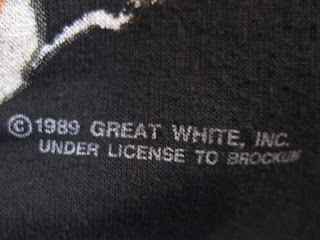 ©1989 GREAT WHITE, INC.
UNDER LICENSE TO BROCKUM